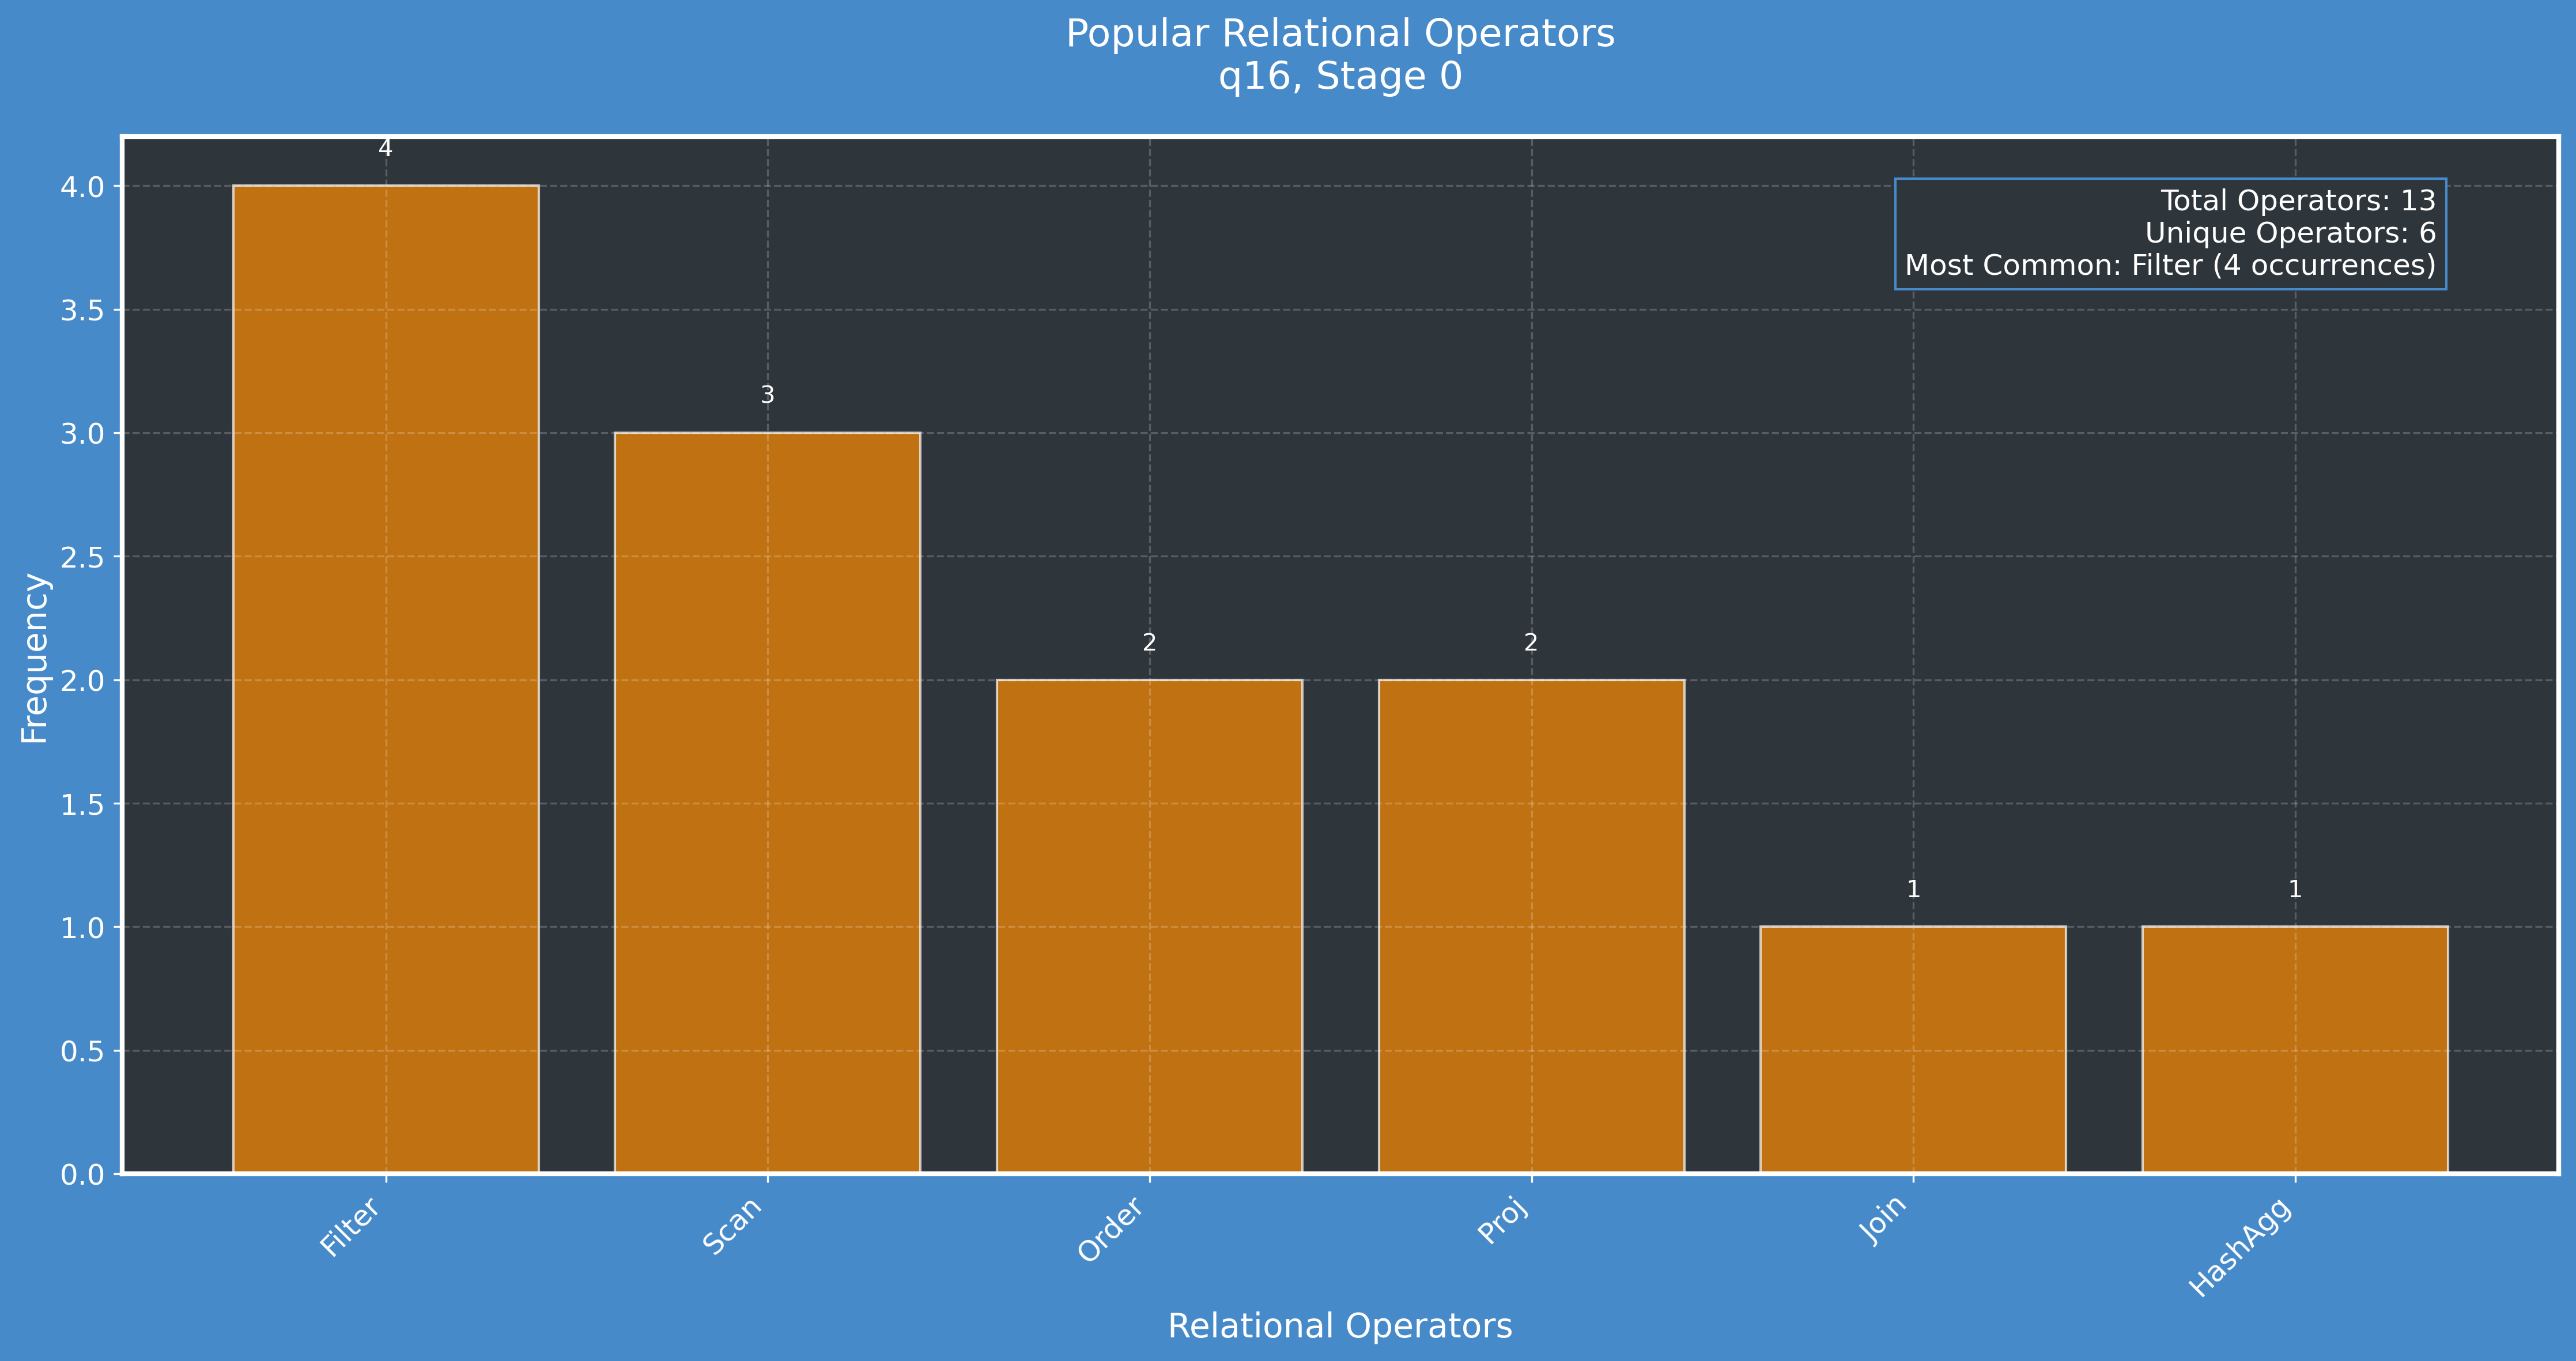 Popular Relational Operators
q16, Stage 0
4
4.0
Total Operators: 13
Unique Operators: 6
Most Common: Filter (4 occurrences)
3.5
3
3.0
2.5
2
2
2.0
1.5
1
1
1.0
0.5
0.0
Frequency
Filter
Scan
Order
Proj
Join
HashAgg
Relational Operators